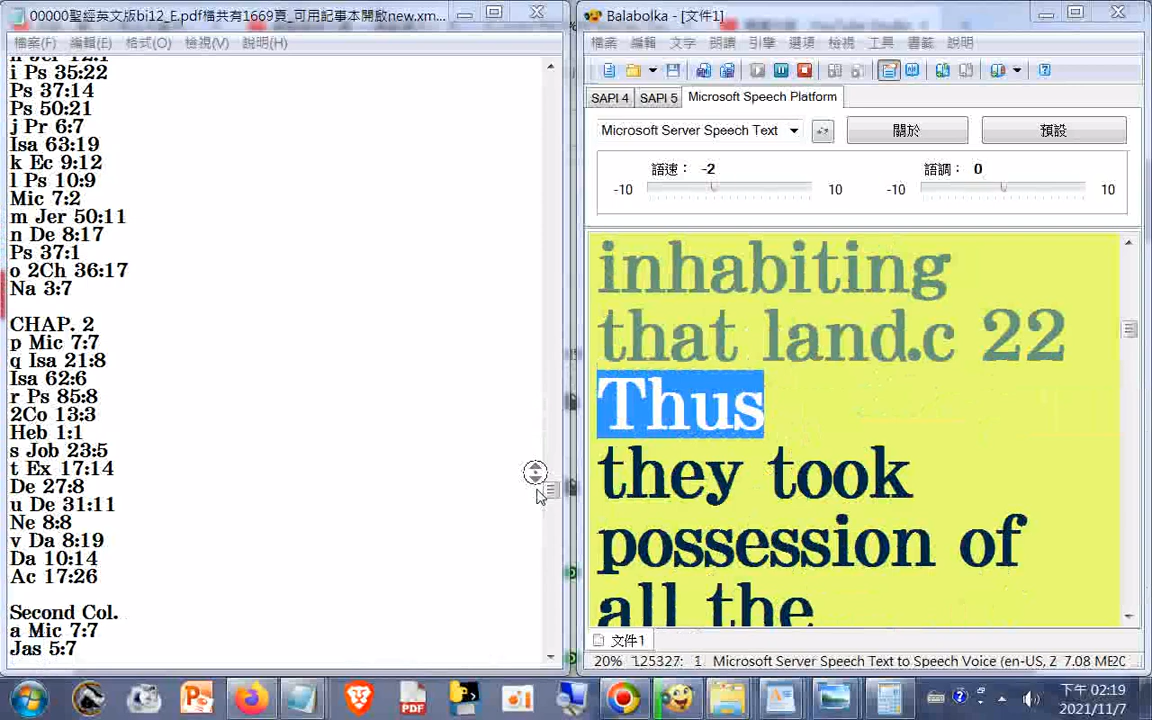 00000聖經英文版bi12_E.pdf檔共有1669頁_可用記事本開啟new.xm...
檔案(F) 編輯(E) 格式(O) 檢視(V) 說明(H)
i Ps 35:22
Ps 37:14
Ps 50:21
j Pr 6:7
Isa 63:19
k Ec 9:12
l Ps 10:9
Mic 7:2
m Jer 50:11
n De 8:17
Ps 37:1
o 2Ch 36:17
Na 3:7
CHAP. 2
p Mic 7:7
q Isa 21:8
Isa 62:6
r Ps 85:8
2Co 13:3
Heb 1:1
s Job 23:5
t Ex 17:14
De 27:8
u De 31:11
Ne 8:8
v Da 8:19
Da 10:14
Ac 17:26
Second Col.
a Mic 7:7
Jas 5:7
Balabolka - [文件1]
檔案 編輯 文字 朗讀 引擎 選項 檢視 工具 書籤 說明
SAPI 4 SAPI 5 Microsoft Speech Platform
Microsoft Server Speech Text 關於 預設
語速： -2 語調： 0
-10 10 -10 10
inhabiting
that land.c 22
Thus
they took
possession of
all the
文件1
20% 125327: 1 Microsoft Server Speech Text to Speech Voice (en-US, Z 7.08 ME2C
PDF
下午 02:19
2021/11/7